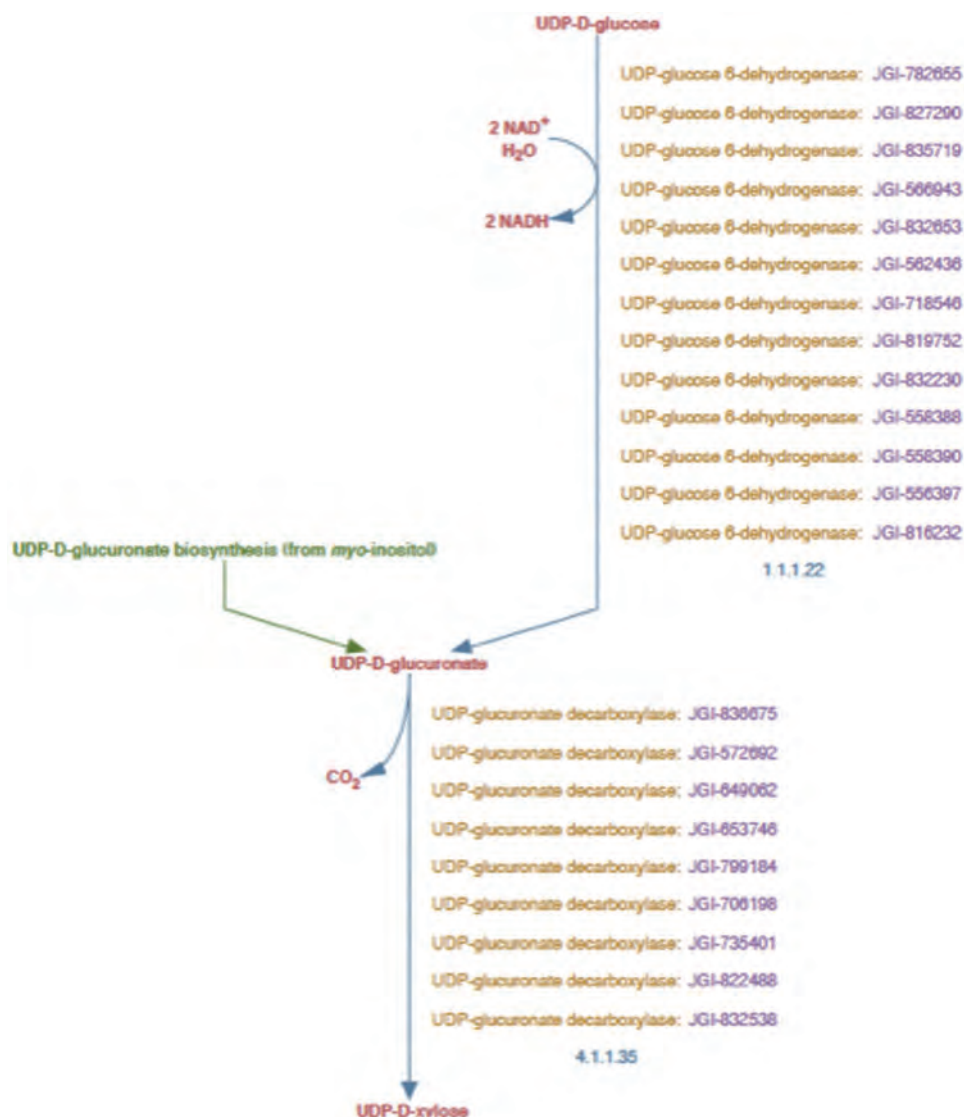 UDP-D-glucose
UDP-glucose 6-dehydrogenase: JGI-782655
2 NAD+
H2O
2 NADH
UDP-glucose 6-dehydrogenase: JGI-827290
UDP-glucose 6-dehydrogenase: JGI-835719
UDP-glucose 6-dehydrogenase: JGI-566943
UDP-glucose 6-dehydrogenase: JGI-832653
UDP-glucose 6-dehydrogenase: JGI-562436
UDP-glucose 6-dehydrogenase: JGI-718546
UDP-glucose 6-dehydrogenase: JGI-819752
UDP-glucose 6-dehydrogenase: JGI-832230
UDP-glucose 6-dehydrogenase: JGI-558388
UDP-glucose 6-dehydrogenase: JGI-558390
UDP-glucose 6-dehydrogenase: JGI-556397
UDP-glucose 6-dehydrogenase: JGI-816232
1.1.1.22
UDP-D-glucuronate biosynthesis (from myo-inositol)
UDP-D-glucuronate
CO2
UDP-glucuronate decarboxylase: JGI-836675
UDP-glucuronate decarboxylase: JGI-572692
UDP-glucuronate decarboxylase: JGI-649062
UDP-glucuronate decarboxylase: JGI-653746
UDP-glucuronate decarboxylase: JGI-799184
UDP-glucuronate decarboxylase: JGI-706198
UDP-glucuronate decarboxylase: JGI-735401
UDP-glucuronate decarboxylase: JGI-822488
UDP-glucuronate decarboxylase: JGI-832538
4.1.1.35
UDP-D-xylose